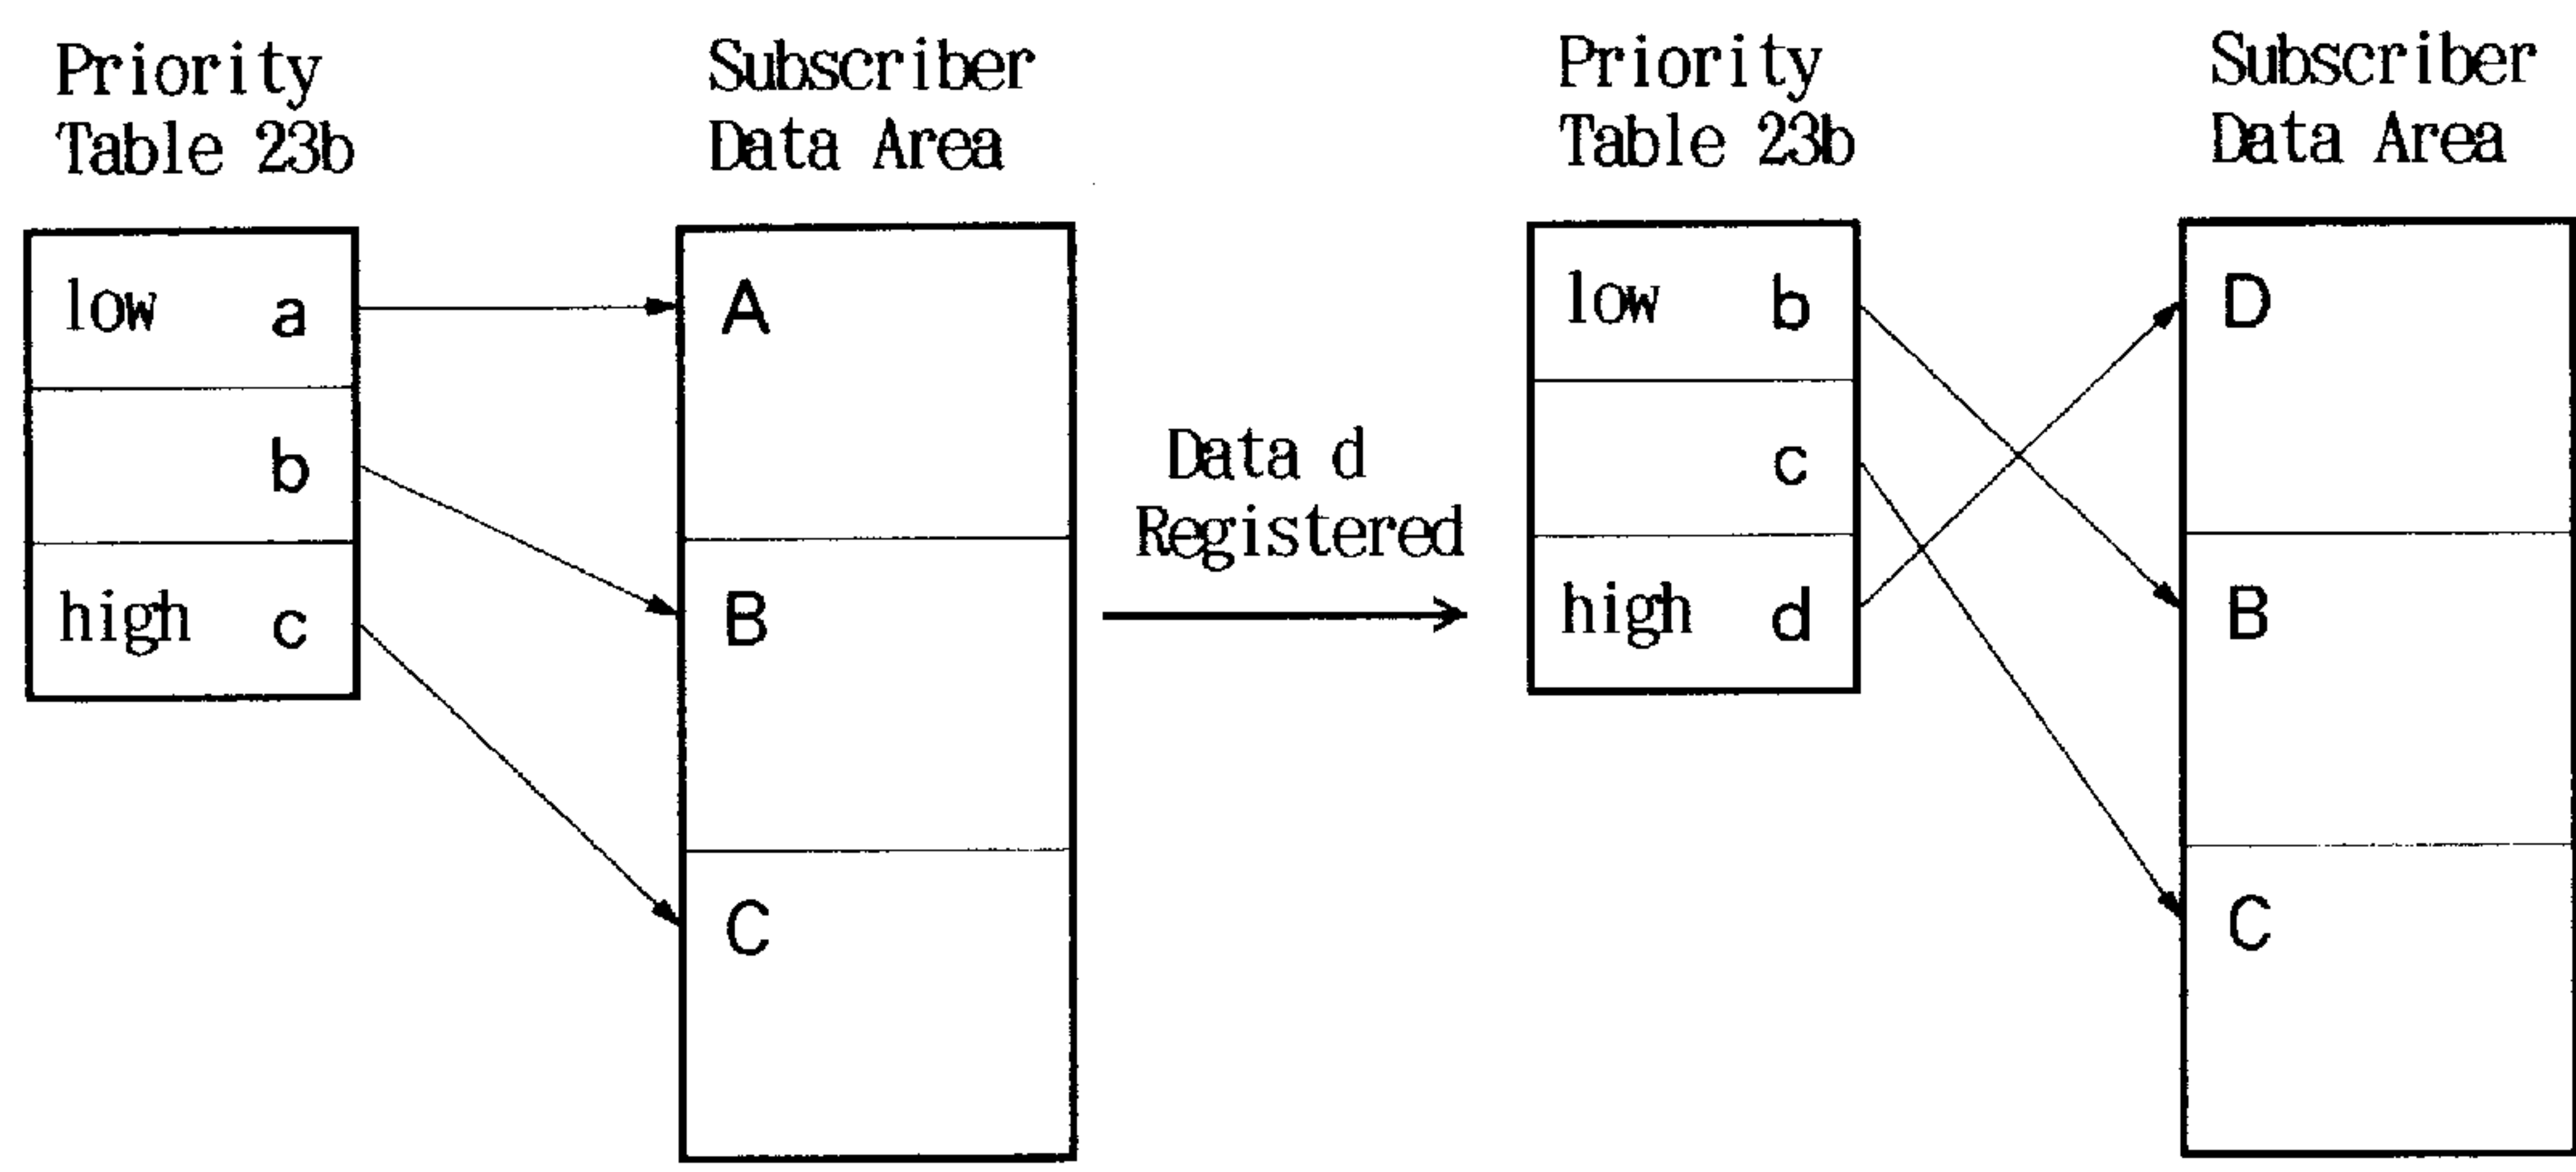 Priority
Table 23b
Subscriber
Data Area
low a
b
high c
A
B
C
Data d
Registered
Priority
Table 23b
Subscriber
Data Area
low b
c
high d
D
B
C